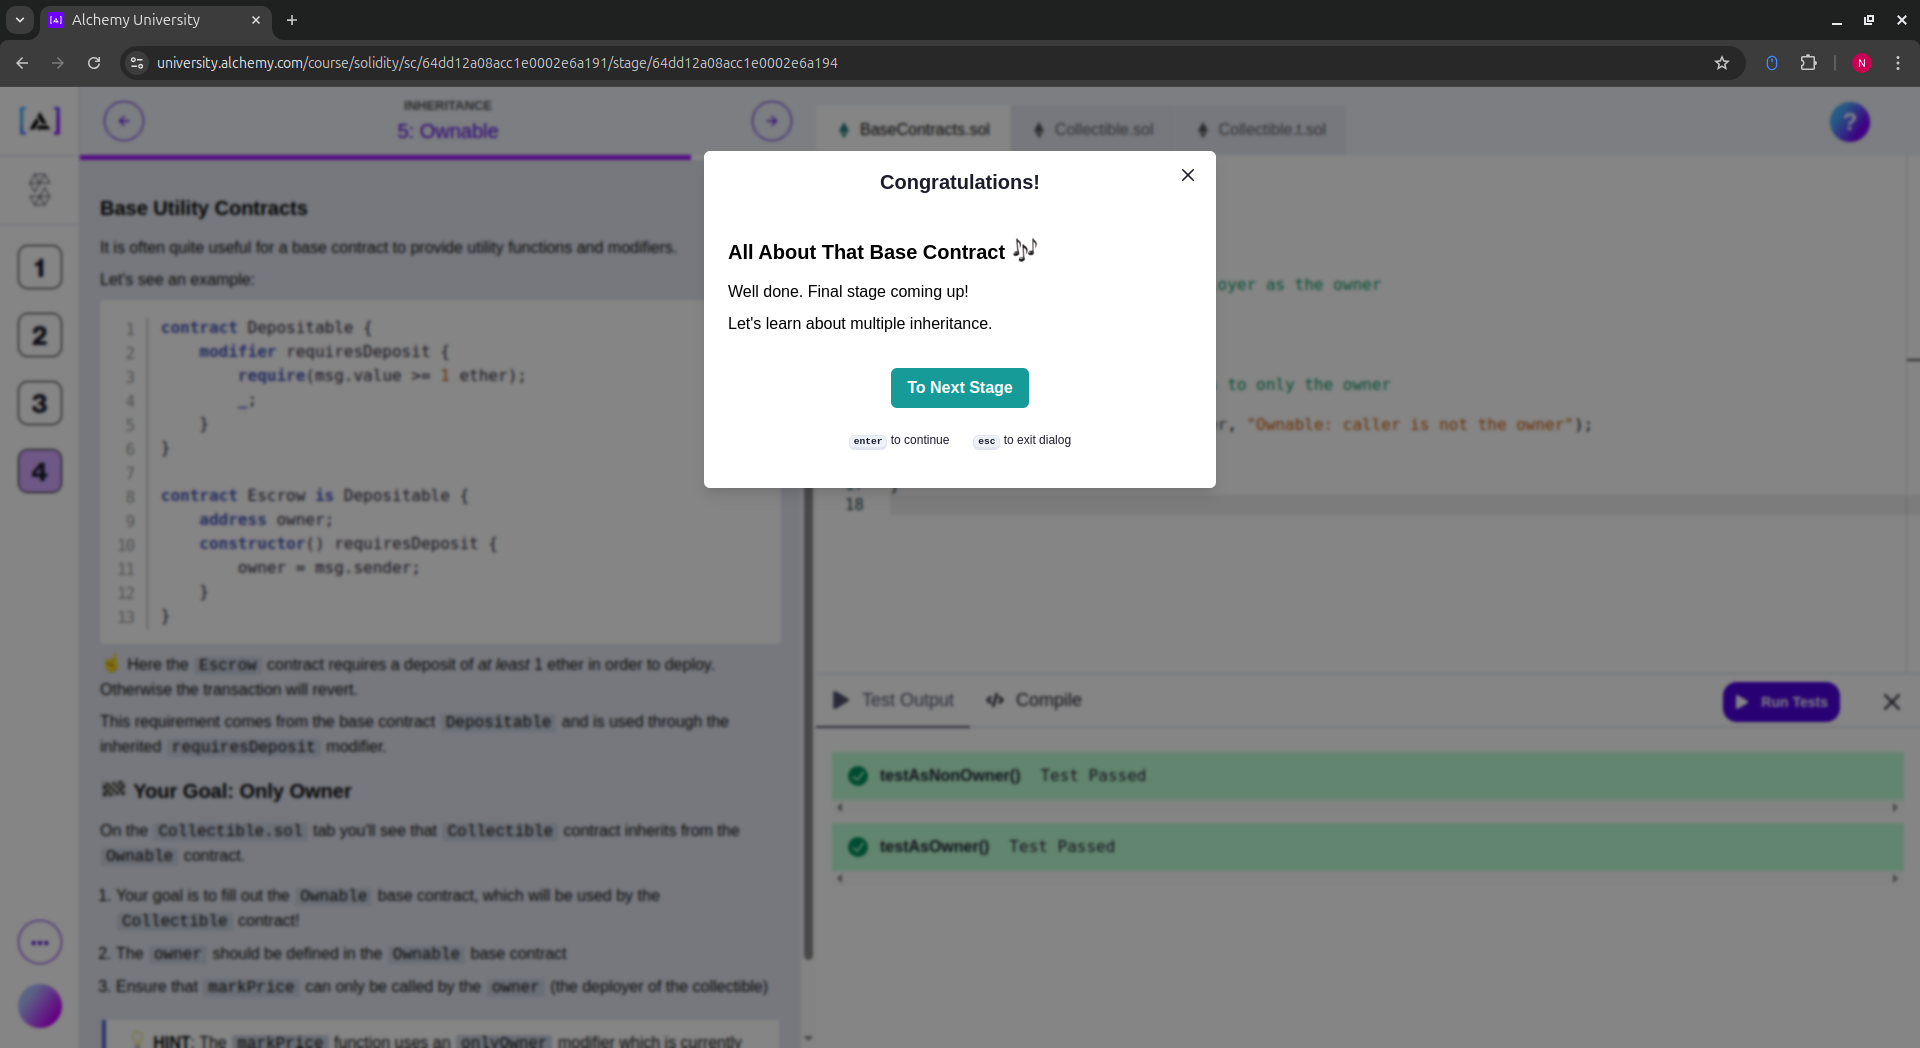 Alchemy University
university.alchemy.com/course/solidity/sc/64dd12a08acc1e0002e6a191/stage/64dd12a08acc1e0002e6a194
N
INHERITANCE
5: Ownable
BaseContracts.sol
Collectible.sol
Collectible.t.sol
?
1
2
3
4
Base Utility Contracts
It is often quite useful for a base contract to provide utility functions and modifiers.
Let's see an example:
1 contract Depositable {
2 modifier requiresDeposit {
3 require(msg.value >= 1 ether);
4 _;
5 }
6 }
7
8 contract Escrow is Depositable {
9 address owner;
10 constructor() requiresDeposit {
11 owner = msg.sender;
12 }
13 }
☝️ Here the Escrow contract requires a deposit of at least 1 ether in order to deploy.
Otherwise the transaction will revert.
This requirement comes from the base contract Depositable and is used through the
inherited requiresDeposit modifier.
🏁 Your Goal: Only Owner
On the Collectible.sol tab you'll see that Collectible contract inherits from the
Ownable contract.
1. Your goal is to fill out the Ownable base contract, which will be used by the
Collectible contract!
2. The owner should be defined in the Ownable base contract
3. Ensure that markPrice can only be called by the owner (the deployer of the collectible)
💡 HINT: The markPrice function uses an onlyOwner modifier which is currently
Congratulations!
All About That Base Contract 🎶
Well done. Final stage coming up!
Let's learn about multiple inheritance.
To Next Stage
enter to continue
esc to exit dialog
oyer as the owner
s to only the owner
r, "Ownable: caller is not the owner");
18
Test Output
Compile
Run Tests
testAsNonOwner() Test Passed
testAsOwner() Test Passed